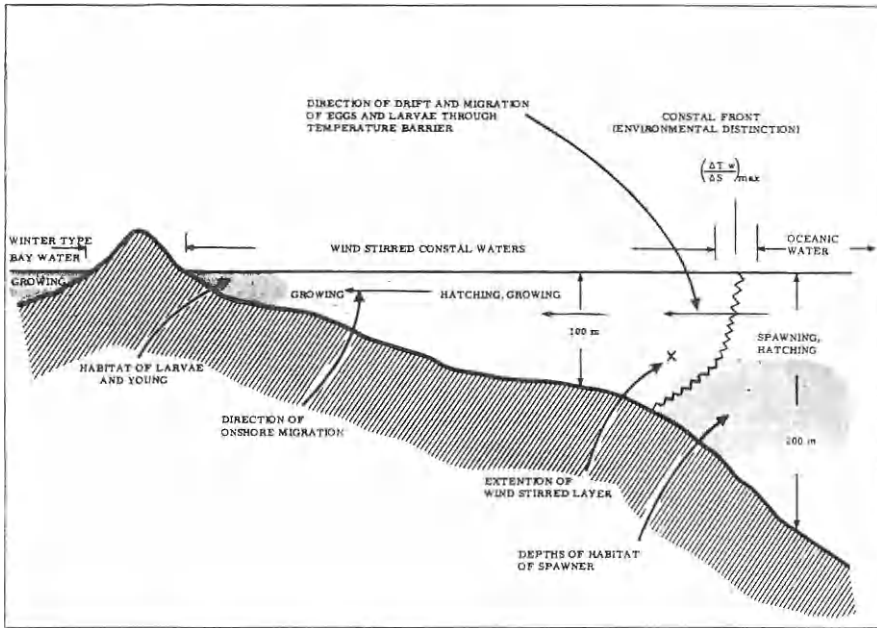 DIRECTION OF DRIFT AND MIGRATION
OF EGGS AND LARVAE THROUGH
TEMPERATURE BARRIER
CONSTAL FRONT
(ENVIRONMENTAL DISTINCTION)
(ΔT w / ΔS) max
WINTER TYPE
BAY WATER
WIND STIRRED CONSTAL WATERS
OCEANIC
WATER
GROWING
GROWING
HATCHING, GROWING
100 m
SPAWNING,
HATCHING
X
HABITAT OF LARVAE
AND YOUNG
DIRECTION OF
ONSHORE MIGRATION
200 m
EXTENTION OF
WIND STIRRED LAYER
DEPTHS OF HABITAT
OF SPAWNER